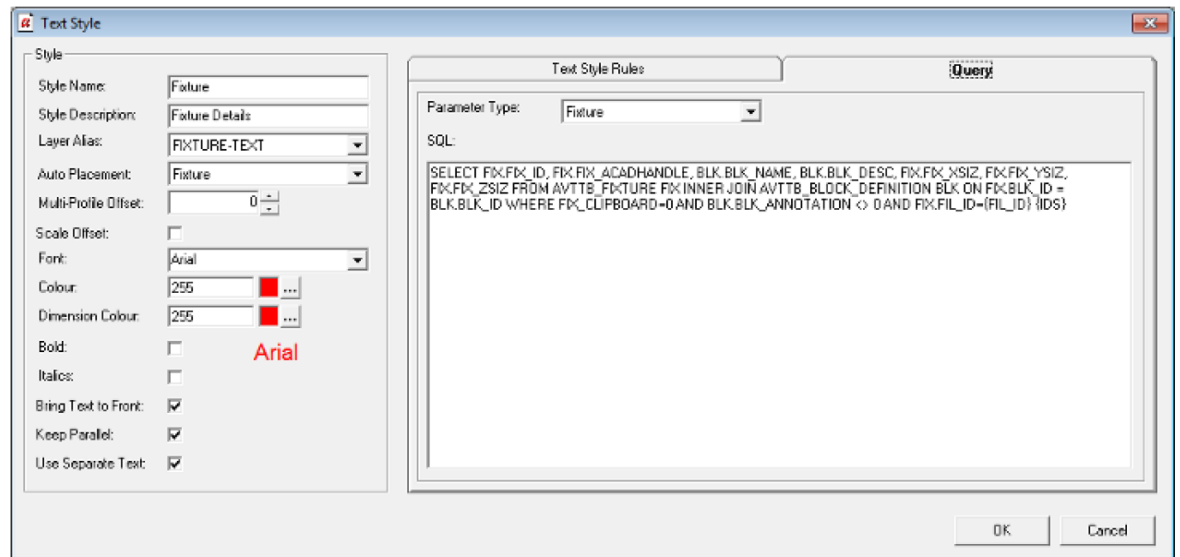 Text Style
Style
Style Name: Fixture
Style Description: Fixture Details
Layer Alias: FIXTURE-TEXT
Auto Placement: Fixture
Multi-Profile Offset: 0
Scale Offset:
Font: Arial
Colour: 255 ...
Dimension Colour: 255 ...
Bold:
Arial
Italics:
Bring Text to Front:
Keep Parallel:
Use Separate Text:
Text Style Rules
Query
Parameter Type: Fixture
SQL:
SELECT FIX.FIX_ID, FIX.FIX_ACADHANDLE, BLK.BLK_NAME, BLK.BLK_DESC, FIX.FIX_XSIZ, FIX.FIX_YSIZ,
FIX.FIX_ZSIZ FROM AVTTB_FIXTURE FIX INNER JOIN AVTTB_BLOCK_DEFINITION BLK ON FIX.BLK_ID =
BLK.BLK_ID WHERE FIX_CLIPBOARD=0 AND BLK.BLK_ANNOTATION <> 0 AND FIX.FIL_ID={FIL_ID} {IDS}
OK
Cancel